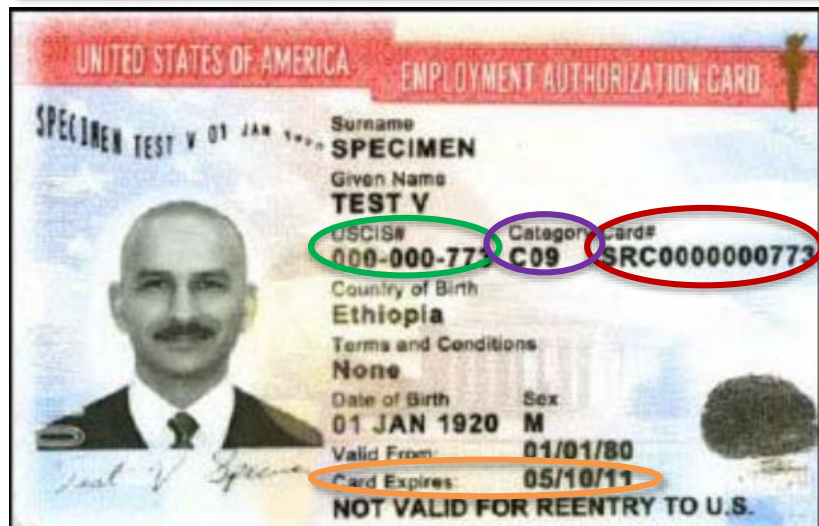 UNITED STATES OF AMERICA EMPLOYMENT AUTHORIZATION CARD
SPECIMEN TEST V 01 JAN
Surname
SPECIMEN
Given Name
TEST V
USCIS# Category Card#
000-000-773 C09 SRC0000000773
Country of Birth
Ethiopia
Terms and Conditions
None
Date of Birth Sex
01 JAN 1920 M
Valid From: 01/01/80
Card Expires: 05/10/11
NOT VALID FOR REENTRY TO U.S.
Test V Specimen